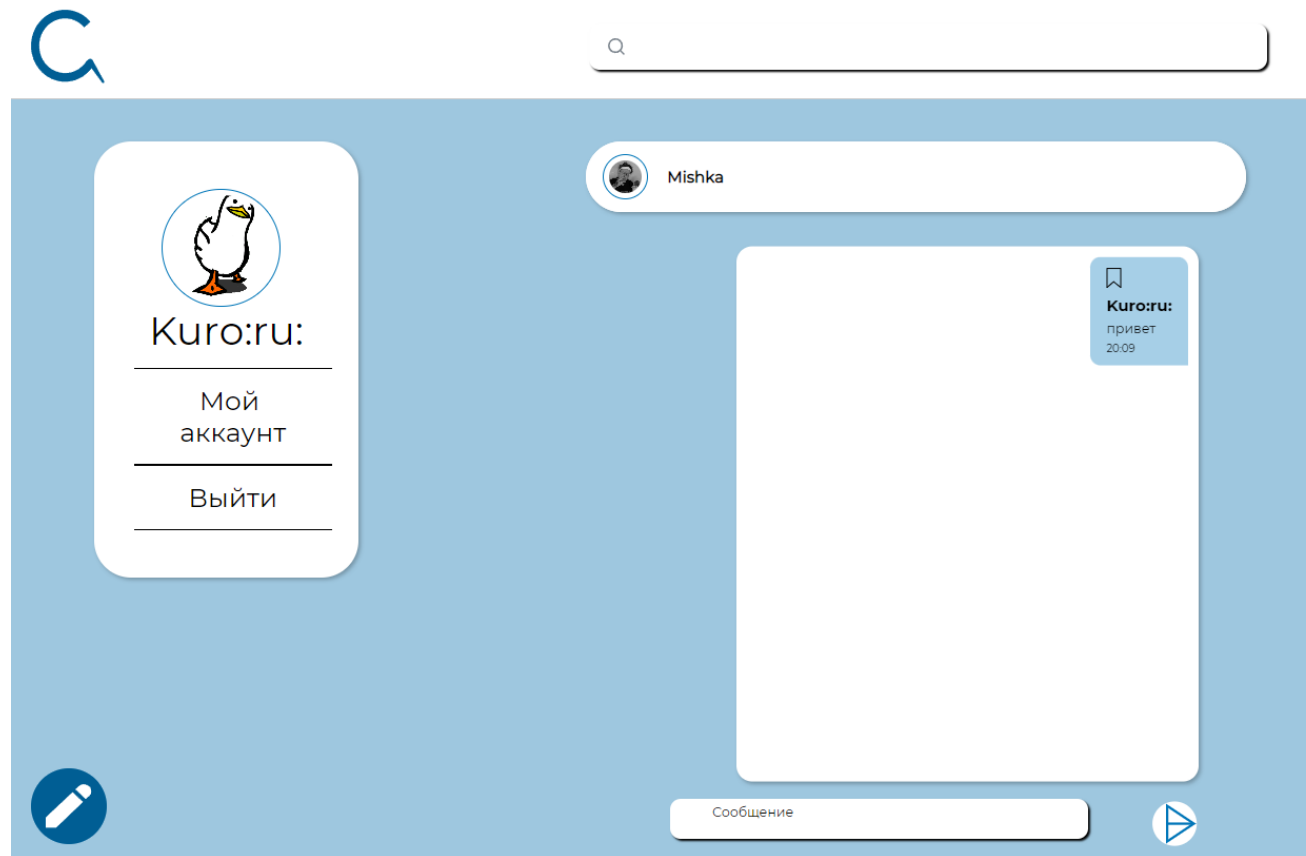 Kuro:ru:
Мой
аккаунт
Выйти
Mishka
Kuro:ru:
привет
20:09
Сообщение